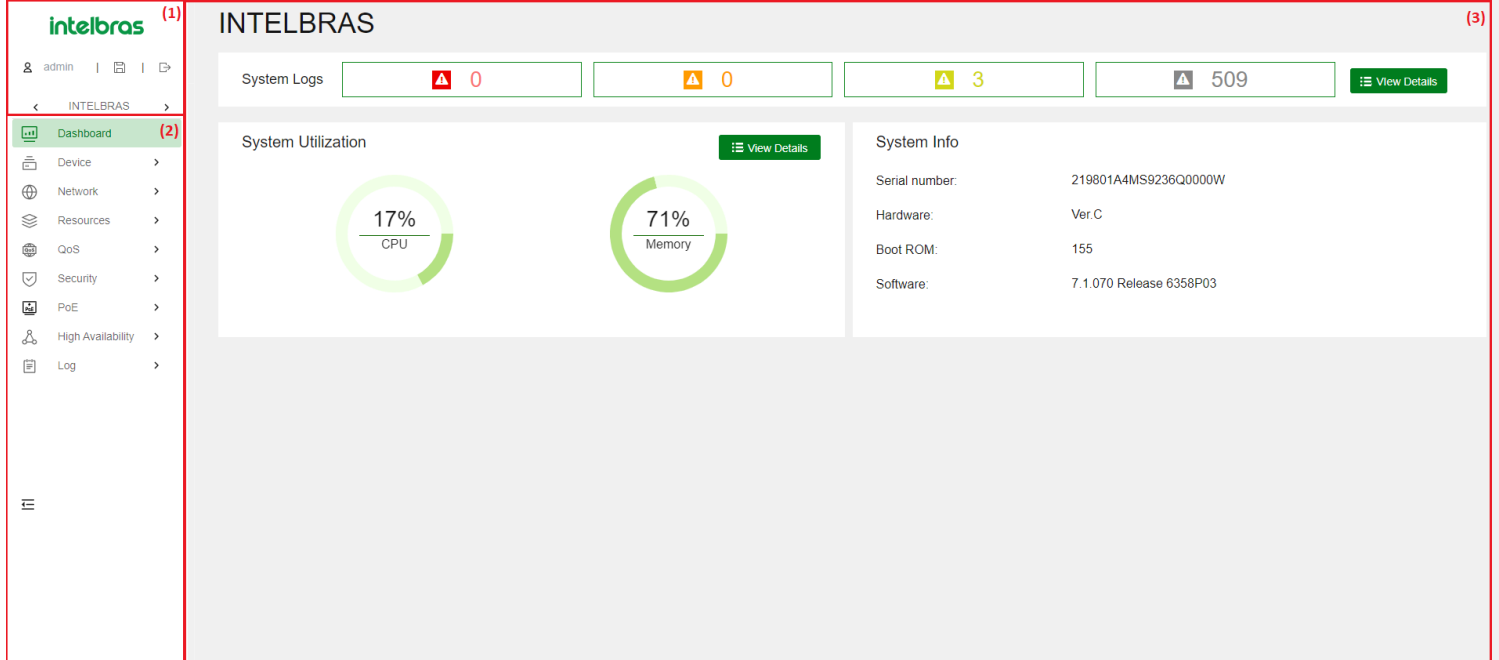 intelbras
(1)
admin | |
INTELBRAS
Dashboard
(2)
Device
Network
Resources
QoS
Security
PoE
High Availability
Log
(3)
INTELBRAS
System Logs 0 0 3 509 View Details
System Utilization View Details
17%
CPU
71%
Memory
System Info
Serial number: 219801A4MS9236Q0000W
Hardware: Ver.C
Boot ROM: 155
Software: 7.1.070 Release 6358P03